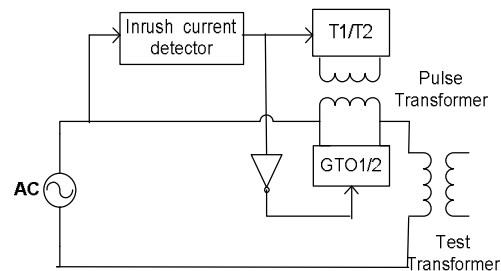 Inrush current
detector
T1/T2
Pulse
Transformer
GTO1/2
AC
Test
Transformer